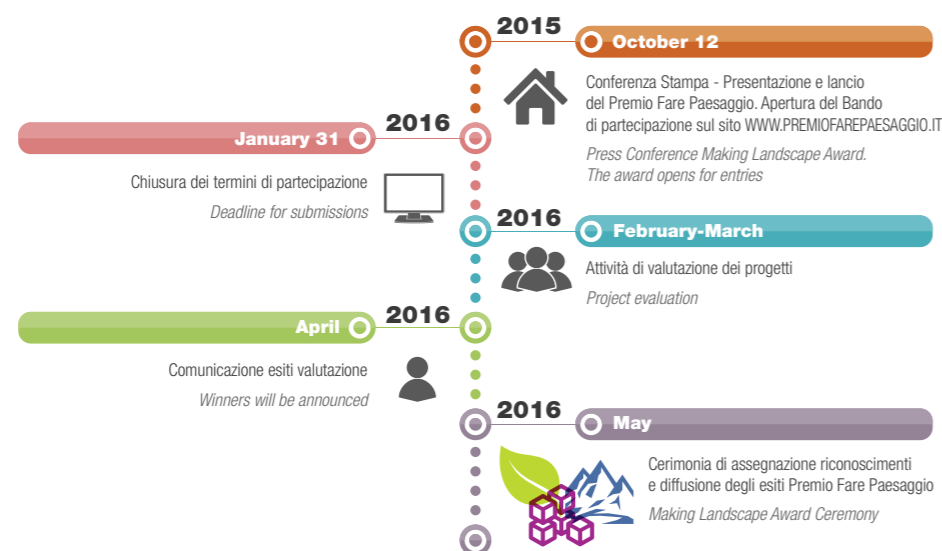 2015
October 12
Conferenza Stampa - Presentazione e lancio
del Premio Fare Paesaggio. Apertura del Bando
di partecipazione sul sito WWW.PREMIOFAREPAESAGGIO.IT
Press Conference Making Landscape Award.
The award opens for entries
2016
January 31
Chiusura dei termini di partecipazione
Deadline for submissions
2016
February-March
Attività di valutazione dei progetti
Project evaluation
2016
April
Comunicazione esiti valutazione
Winners will be announced
2016
May
Cerimonia di assegnazione riconoscimenti
e diffusione degli esiti Premio Fare Paesaggio
Making Landscape Award Ceremony